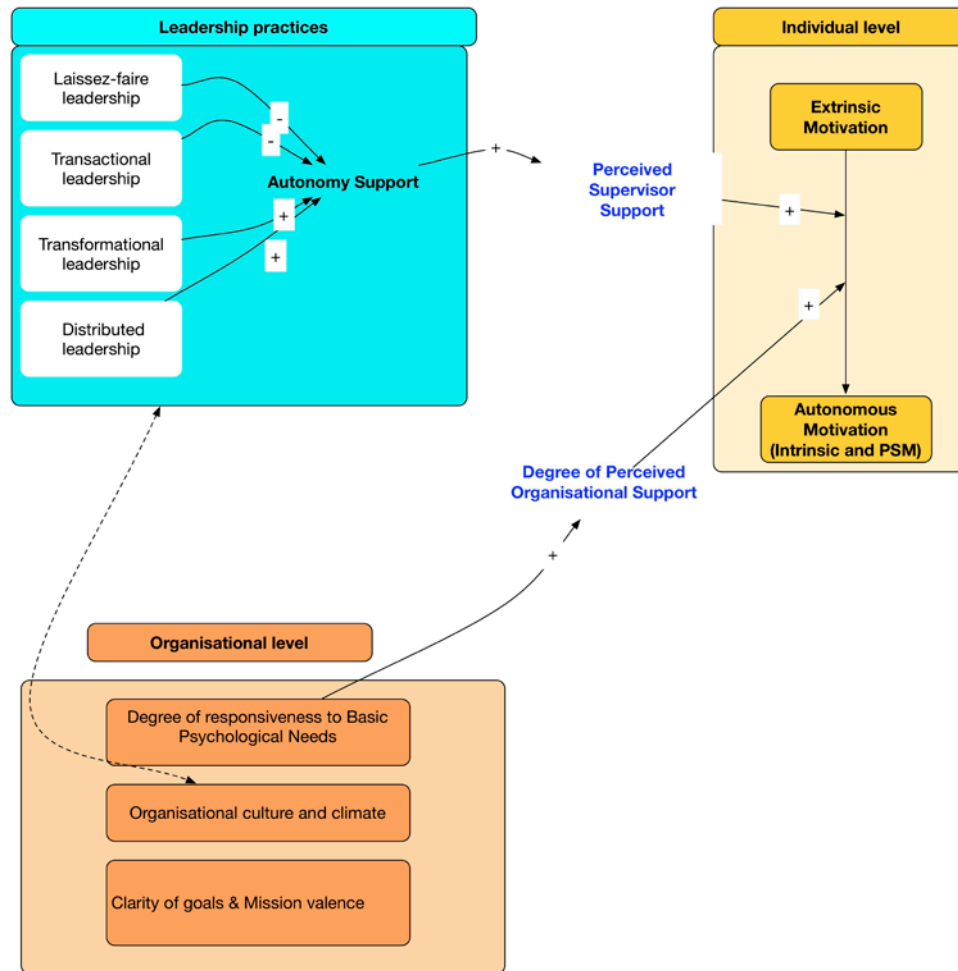 Leadership practices
Laissez-faire
leadership
Transactional
leadership
Transformational
leadership
Distributed
leadership
-
-
+
+
Autonomy Support
+
Perceived
Supervisor
Support
Individual level
Extrinsic
Motivation
+
+
Autonomous
Motivation
(Intrinsic and PSM)
Degree of Perceived
Organisational Support
+
Organisational level
Degree of responsiveness to Basic
Psychological Needs
Organisational culture and climate
Clarity of goals & Mission valence